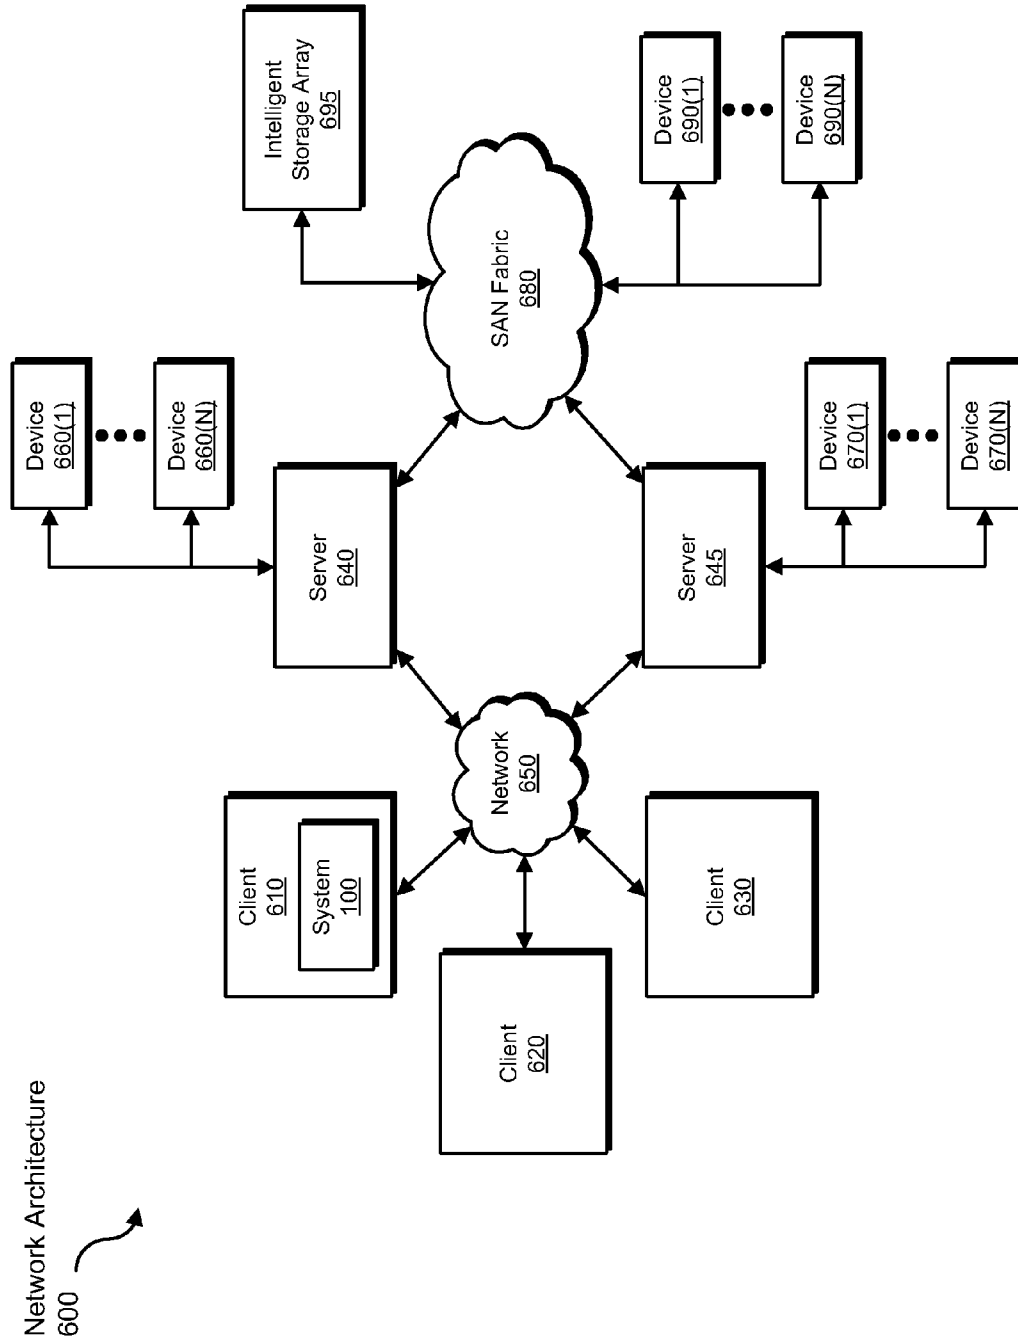 Network Architecture
600
Client
610
System
100
Client
620
Client
630
Network
650
Server
640
Server
645
Device
660(1)
Device
660(N)
Device
670(1)
Device
670(N)
SAN Fabric
680
Intelligent
Storage Array
695
Device
690(1)
Device
690(N)